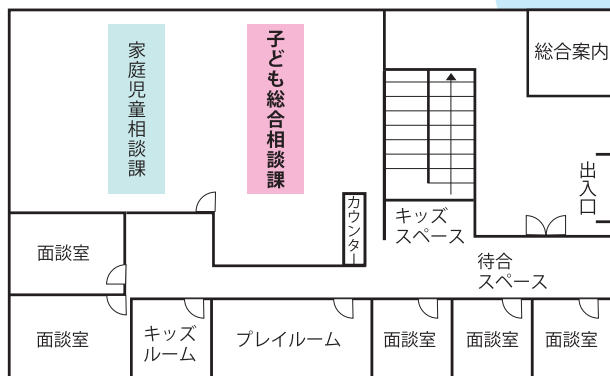 家庭児童相談課
子ども総合相談課
総合案内
出入口
カウンター
キッズ
スペース
待合
スペース
面談室
面談室
キッズ
ルーム
プレイルーム
面談室
面談室
面談室